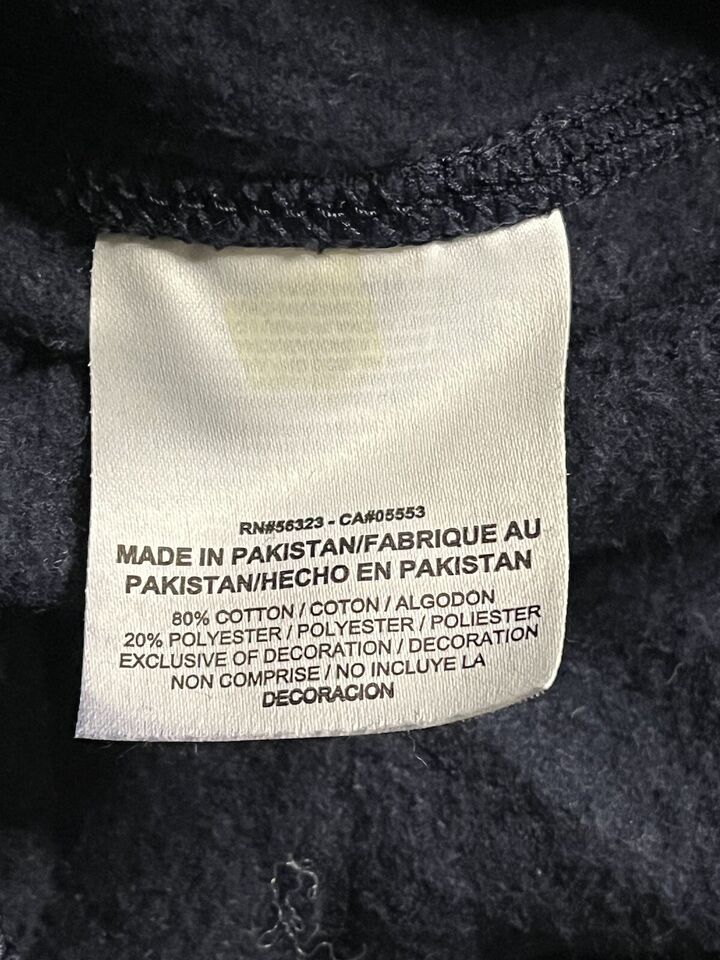 RN#56323 - CA#05553
MADE IN PAKISTAN/FABRIQUE AU
PAKISTAN/HECHO EN PAKISTAN
80% COTTON / COTON / ALGODON
20% POLYESTER / POLYESTER / POLIESTER
EXCLUSIVE OF DECORATION / DECORATION
NON COMPRISE / NO INCLUYE LA
DECORACION